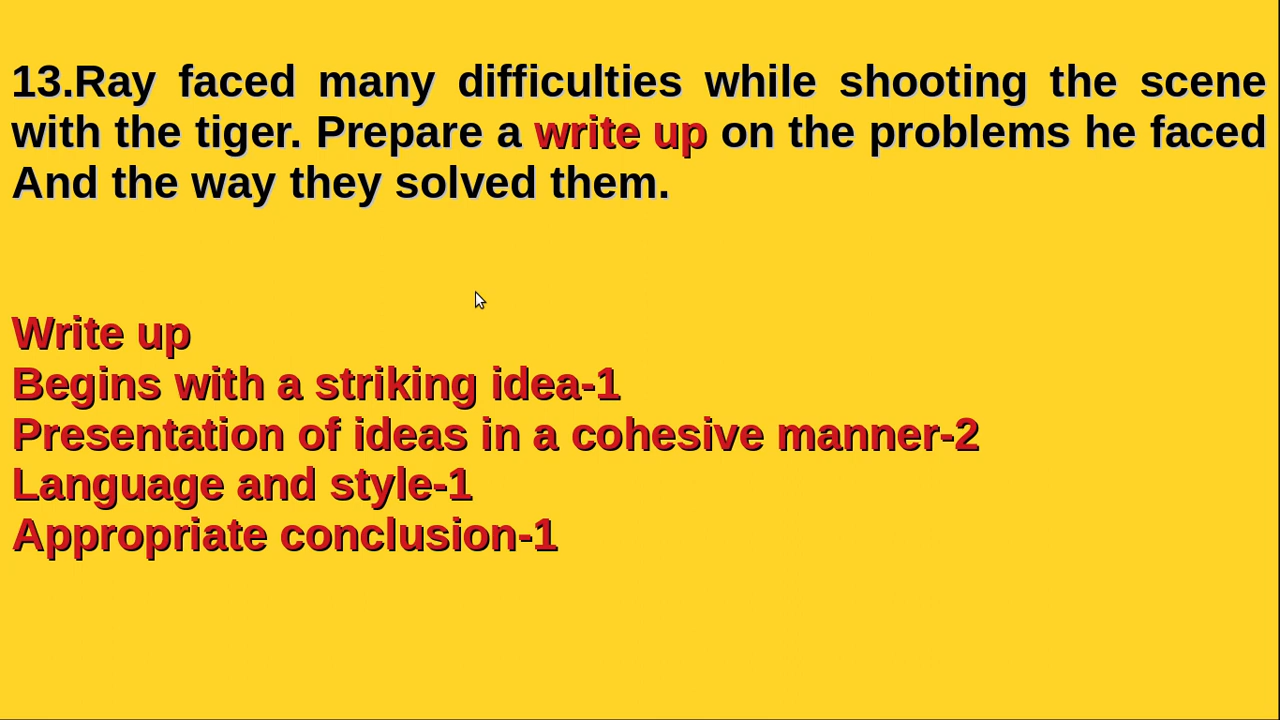 13.Ray faced many difficulties while shooting the scene
with the tiger. Prepare a write up on the problems he faced
And the way they solved them.
Write up
Begins with a striking idea-1
Presentation of ideas in a cohesive manner-2
Language and style-1
Appropriate conclusion-1